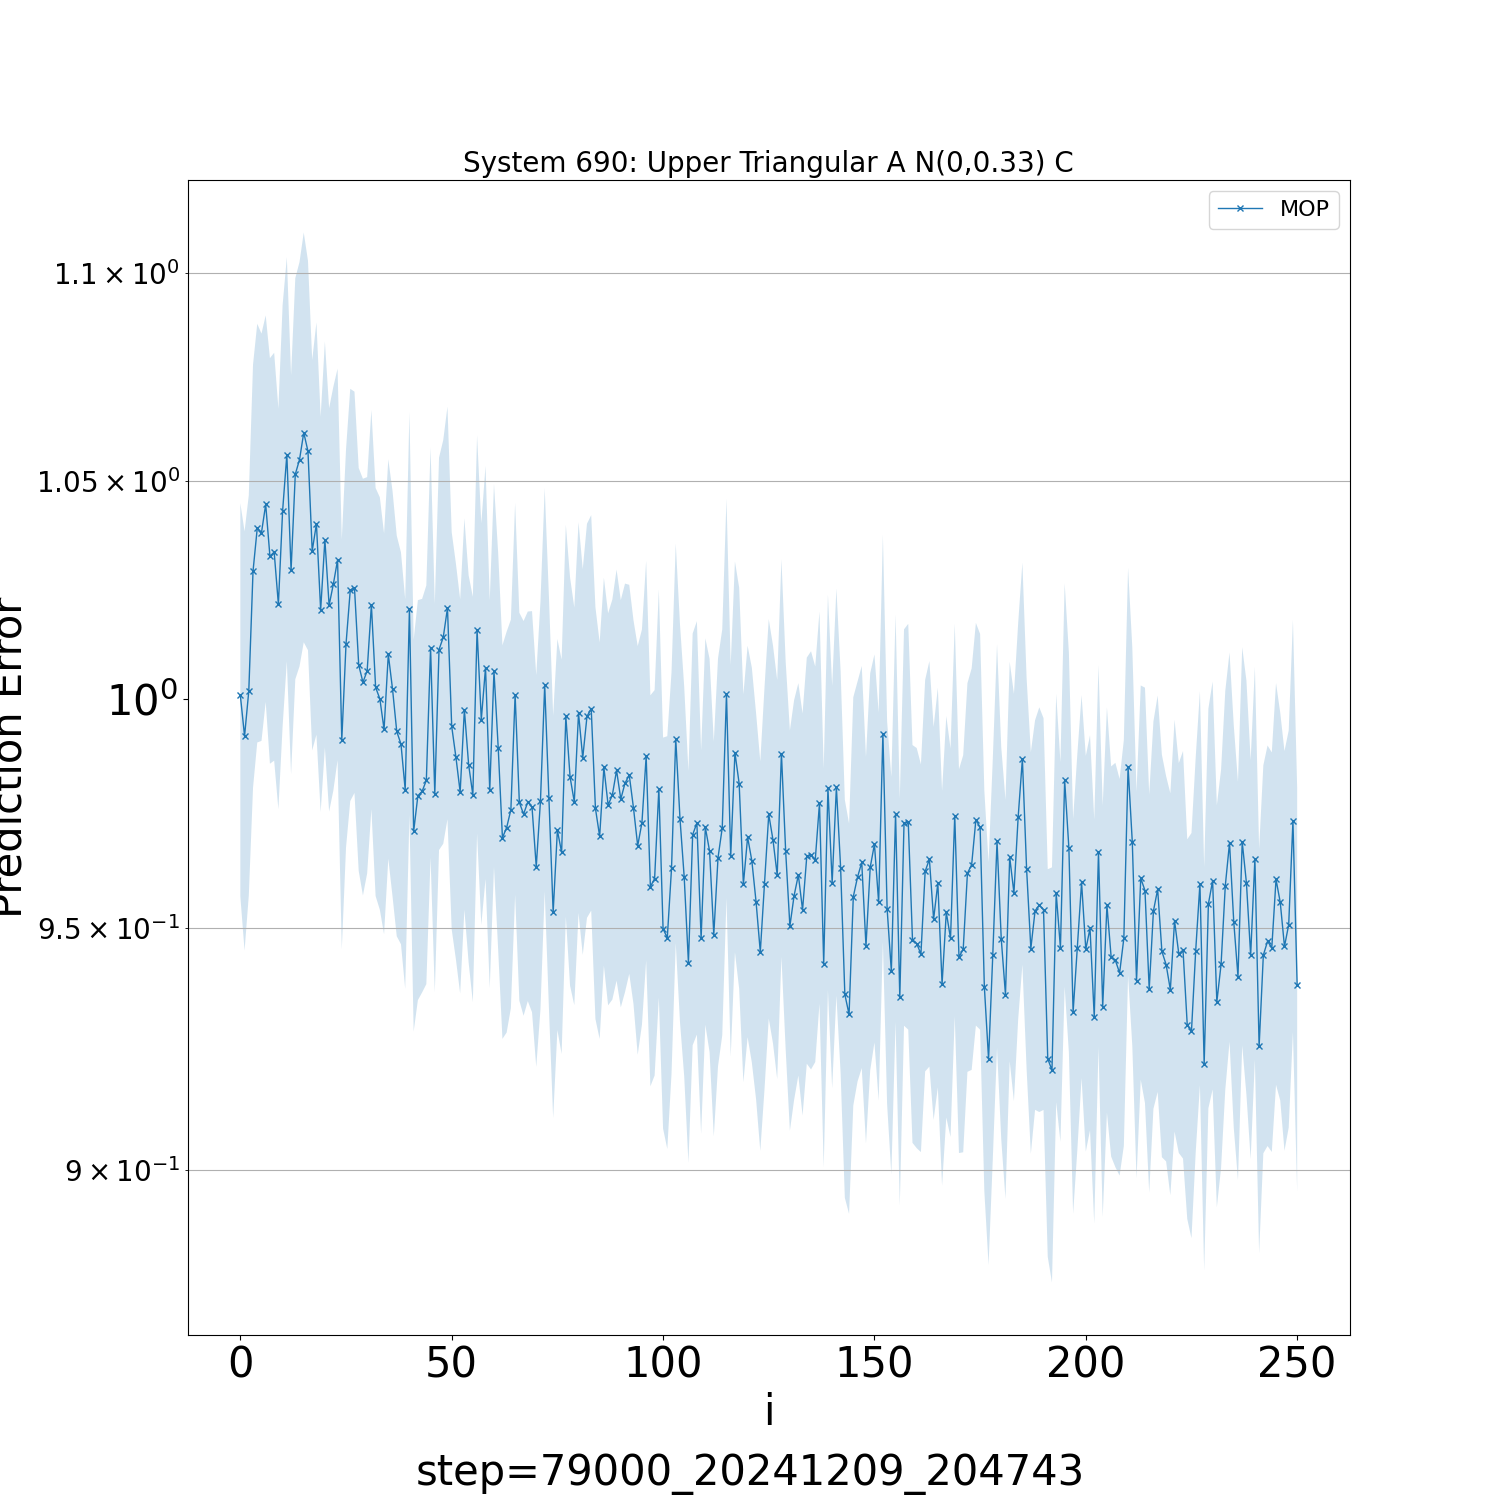 System 690: Upper Triangular A N(0,0.33) C
MOP
1.1 × 10⁰
1.05 × 10⁰
10⁰
9.5 × 10⁻¹
9 × 10⁻¹
Prediction Error
0 50 100 150 200 250
i
step=79000_20241209_204743